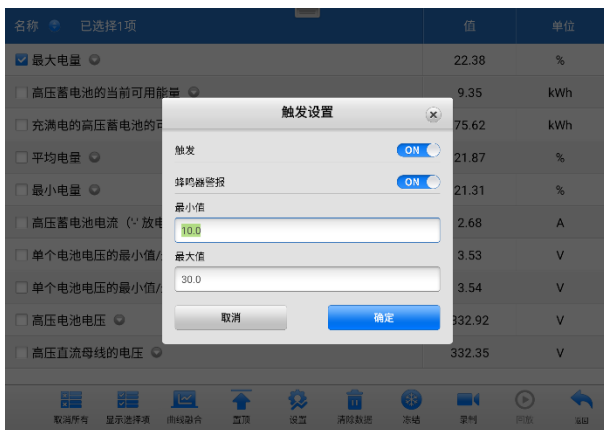 名称 已选择1项 值 单位
最大电量 22.38 %
高压蓄电池的当前可用能量 9.35 kWh
充满电的高压蓄电池的 75.62 kWh
平均电量 21.87 %
最小电量 21.31 %
高压蓄电池电流（'-' 放电 2.68 A
单个电池电压的最小值/ 3.53 V
单个电池电压的最小值/ 3.54 V
高压电池电压 332.92 V
高压直流母线的电压 332.35 V
触发设置
触发 ON
蜂鸣器警报 ON
最小值
10.0
最大值
30.0
取消 确定
取消所有 显示选择项 曲线融合 置顶 设置 清除数据 冻结 录制 回放 返回